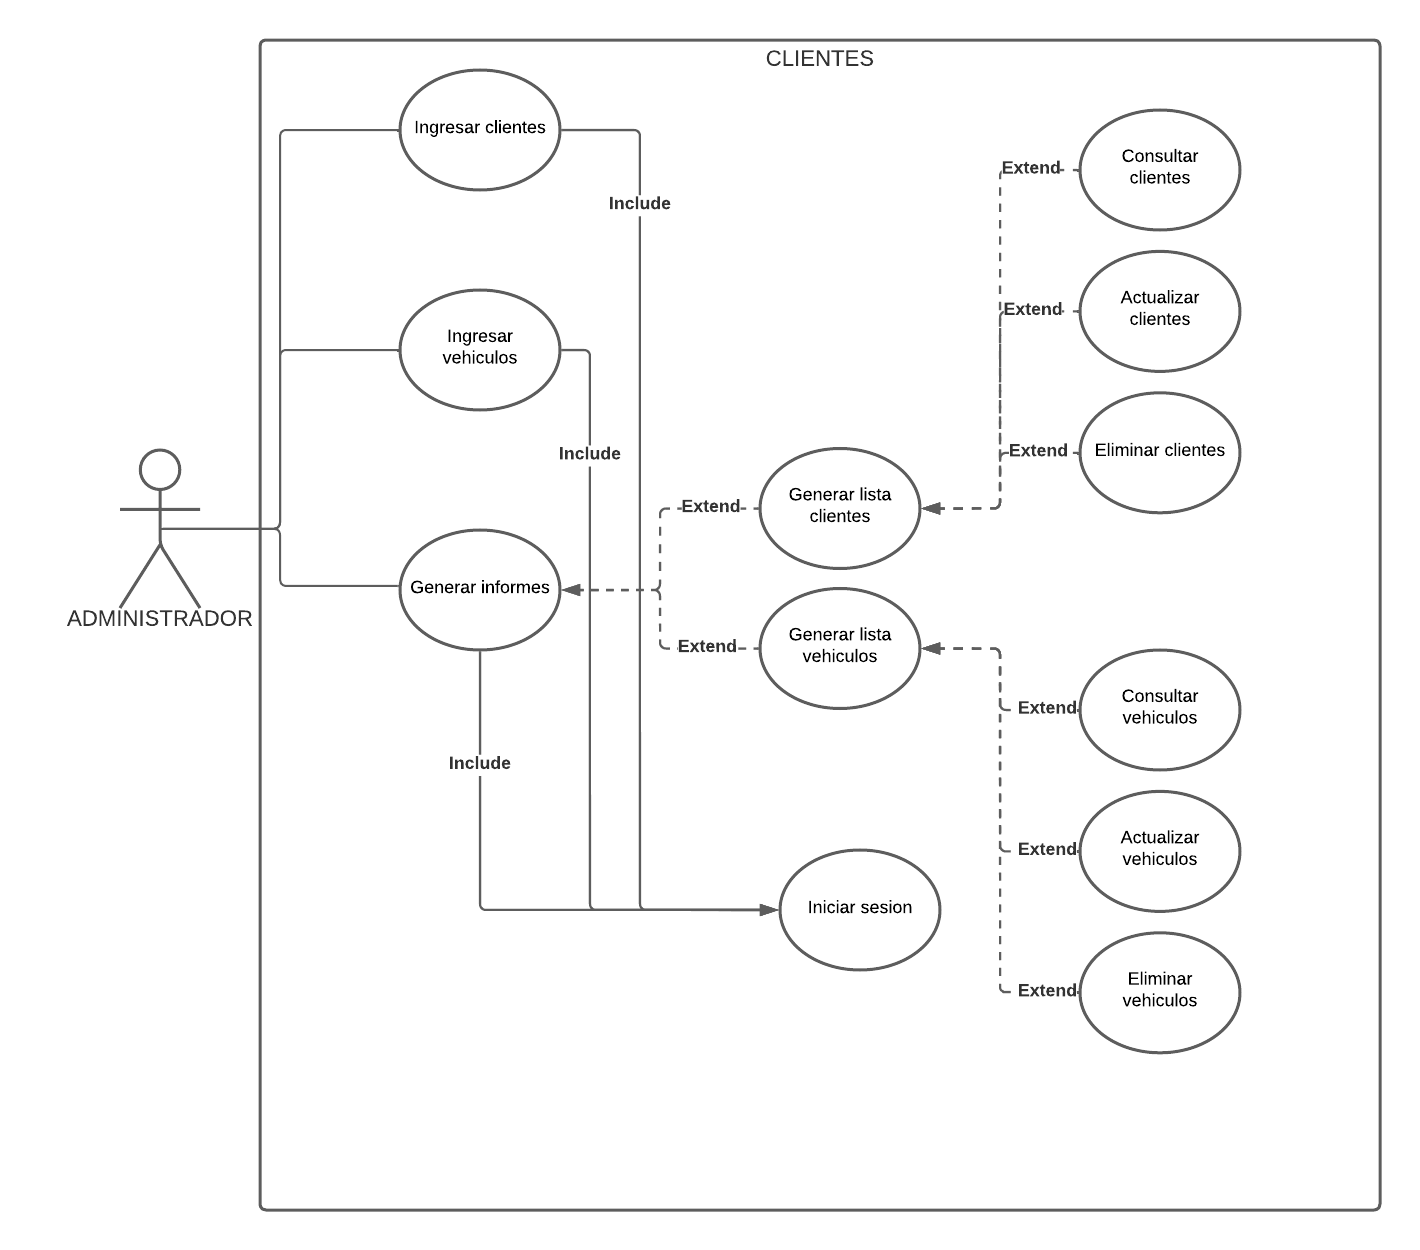 CLIENTES
Ingresar clientes
Include
Consultar
clientes
Extend
Actualizar
clientes
Extend
Ingresar
vehiculos
Include
Eliminar clientes
Extend
Generar lista
clientes
Extend
ADMINISTRADOR
Generar informes
Generar lista
vehiculos
Extend
Consultar
vehiculos
Extend
Include
Actualizar
vehiculos
Extend
Iniciar sesion
Eliminar
vehiculos
Extend